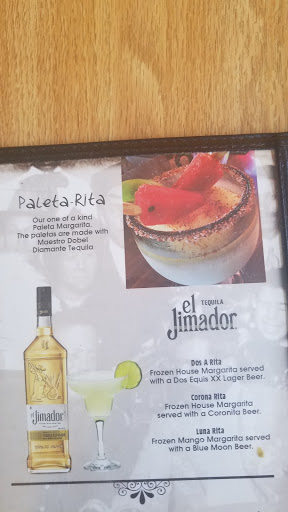 Paleta-Rita
Our one of a kind
Paleta Margarita.
The paletas are made with
Maestro Dobel
Diamante Tequila
el TEQUILA
Jimador
Dos A Rita
Frozen House Margarita served
with a Dos Equis XX Lager Beer.
Corona Rita
Frozen House Margarita
served with a Coronita Beer.
Luna Rita
Frozen Mango Margarita served
with a Blue Moon Beer.
el
Jimador